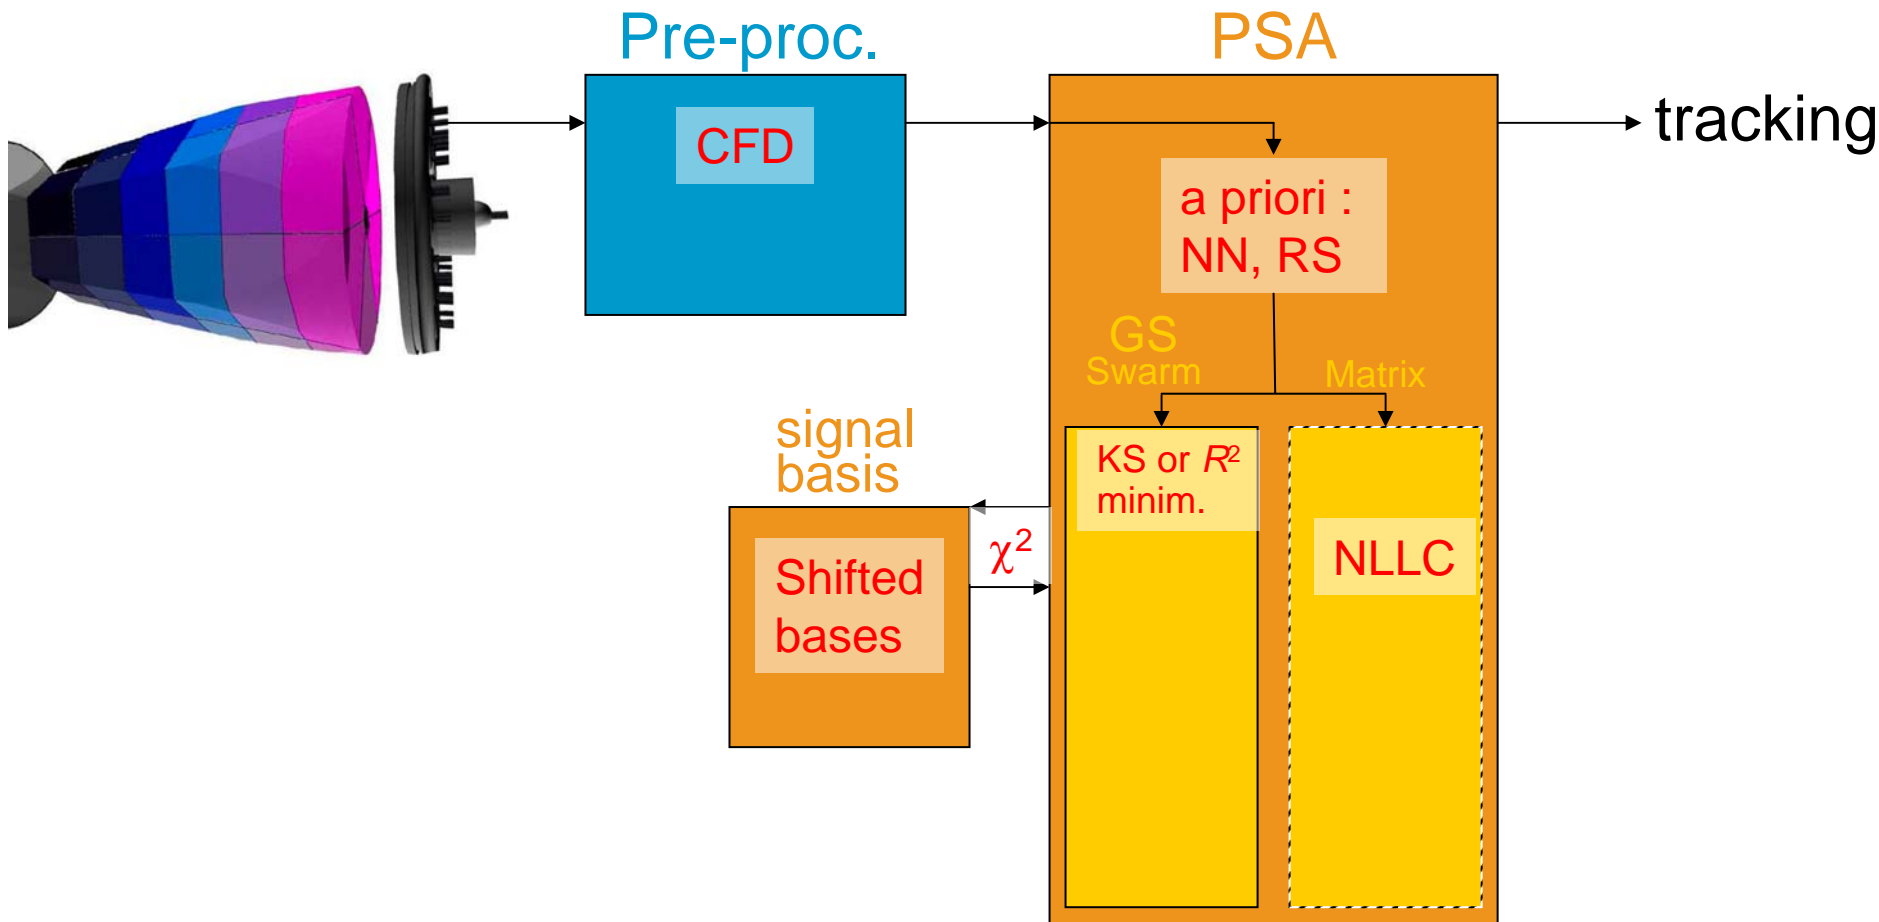 Pre-proc.
PSA
CFD
tracking
a priori :
NN, RS
GS
Swarm
Matrix
signal
basis
KS or R²
minim.
χ²
NLLC
Shifted
bases